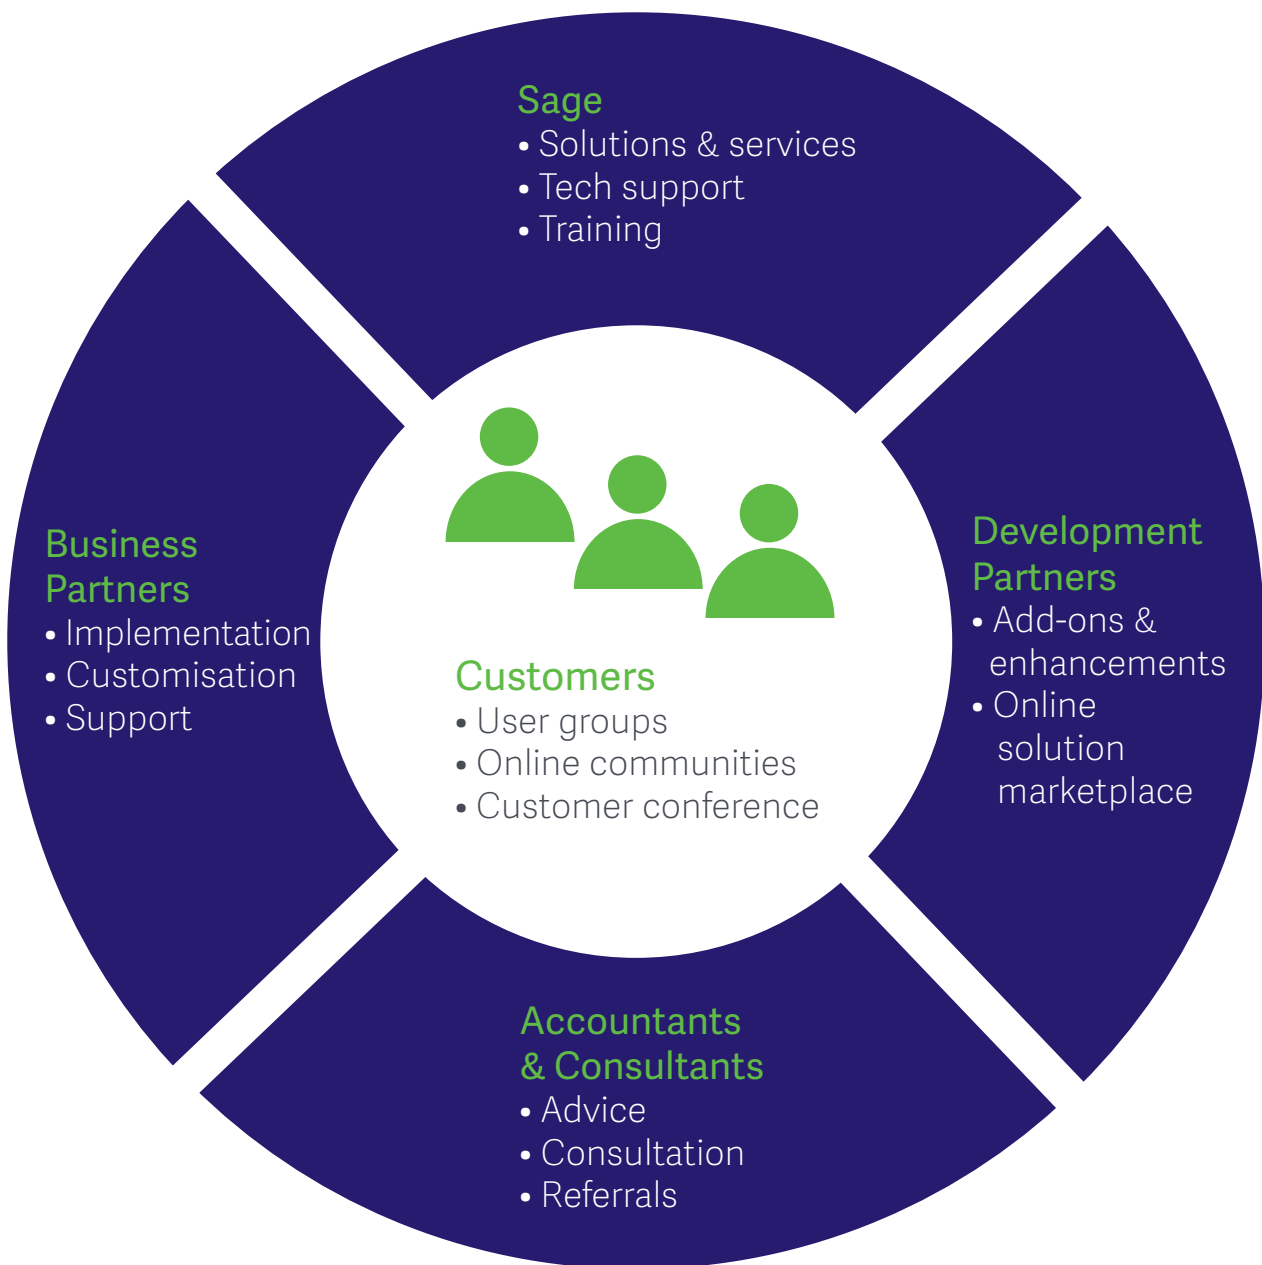 Sage
• Solutions & services
• Tech support
• Training
Business
Partners
• Implementation
• Customisation
• Support
Customers
• User groups
• Online communities
• Customer conference
Development
Partners
• Add-ons &
enhancements
• Online
solution
marketplace
Accountants
& Consultants
• Advice
• Consultation
• Referrals